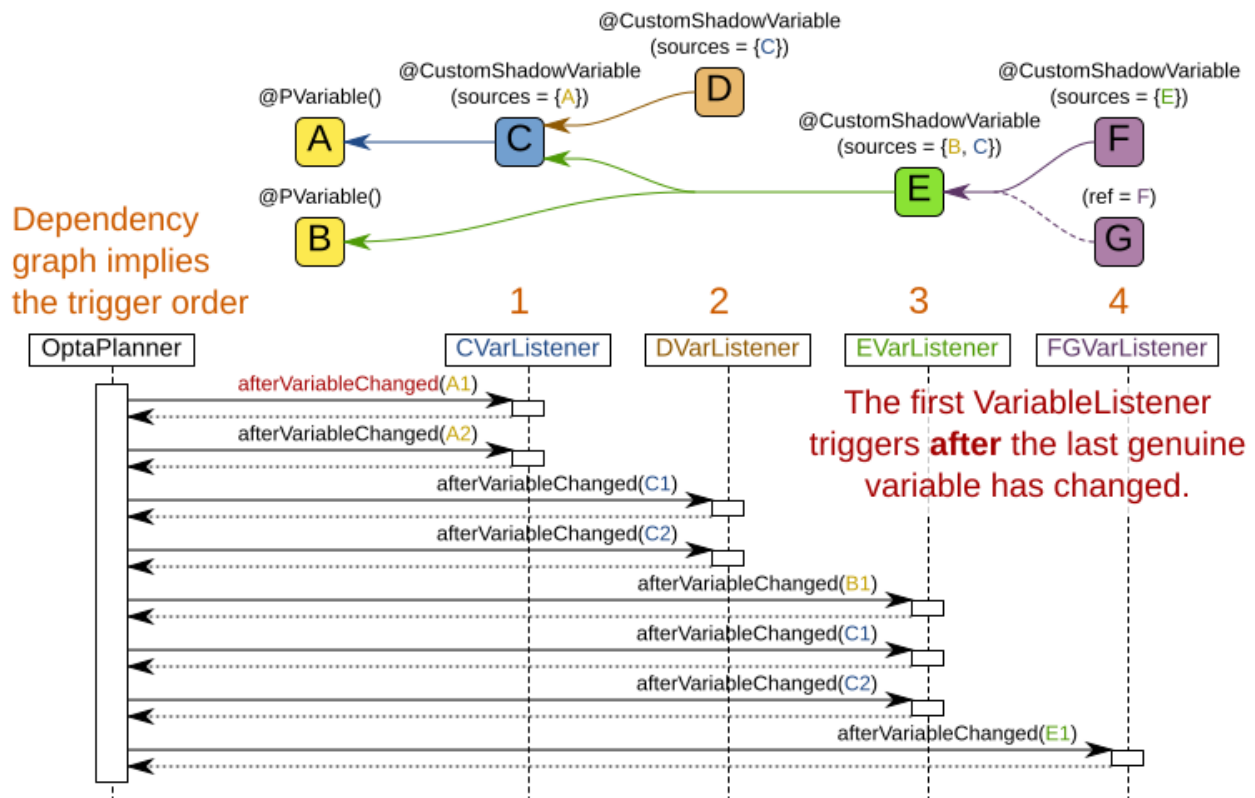 @CustomShadowVariable
(sources = {C})
D
@CustomShadowVariable
(sources = {A})
@CustomShadowVariable
(sources = {E})
@PVariable()
A
C
@CustomShadowVariable
(sources = {B, C})
F
E
@PVariable()
(ref = F)
B
G
Dependency
graph implies
the trigger order
1
2
3
4
OptaPlanner
CVarListener
DVarListener
EVarListener
FGVarListener
afterVariableChanged(A1)
The first VariableListener
triggers after the last genuine
variable has changed.
afterVariableChanged(A2)
afterVariableChanged(C1)
afterVariableChanged(C2)
afterVariableChanged(B1)
afterVariableChanged(C1)
afterVariableChanged(C2)
afterVariableChanged(E1)